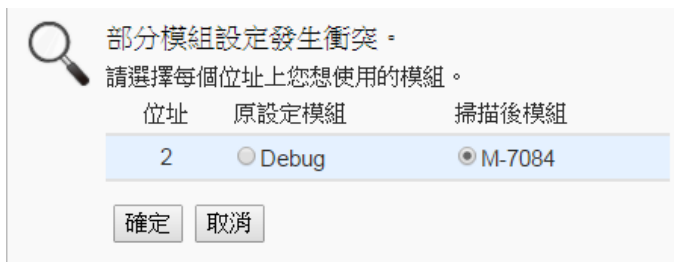 部分模組設定發生衝突。
請選擇每個位址上您想使用的模組。
位址 原設定模組 掃描後模組
2 Debug M-7084
確定 取消